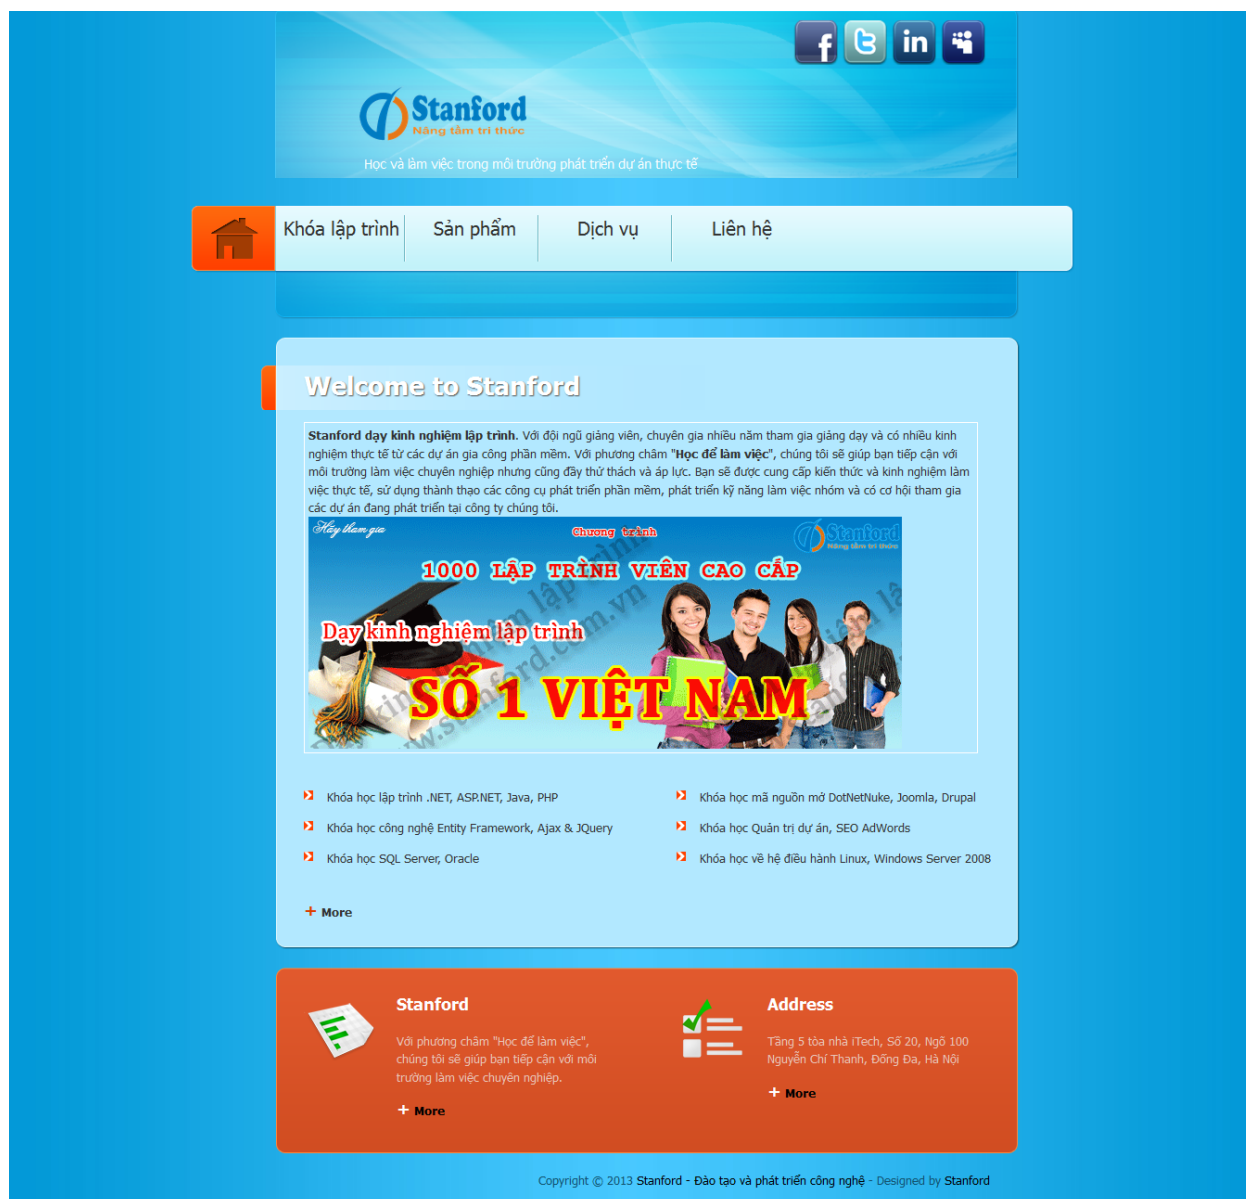 Stanford
Nâng tầm tri thức
Học và làm việc trong môi trường phát triển dự án thực tế
Khóa lập trình
Sản phẩm
Dịch vụ
Liên hệ
Welcome to Stanford
Stanford dạy kinh nghiệm lập trình. Với đội ngũ giảng viên, chuyên gia nhiều năm tham gia giảng dạy và có nhiều kinh
nghiệm thực tế từ các dự án gia công phần mềm. Với phương châm "Học để làm việc", chúng tôi sẽ giúp bạn tiếp cận với
môi trường làm việc chuyên nghiệp nhưng cũng đầy thử thách và áp lực. Bạn sẽ được cung cấp kiến thức và kinh nghiệm làm
việc thực tế, sử dụng thành thạo các công cụ phát triển phần mềm, phát triển kỹ năng làm việc nhóm và có cơ hội tham gia
các dự án đang phát triển tại công ty chúng tôi.
Hãy tham gia
Chương trình
Stanford
Nâng tầm tri thức
1000 LẬP TRÌNH VIÊN CAO CẤP
Dạy kinh nghiệm lập trình
SỐ 1 VIỆT NAM
Khóa học lập trình .NET, ASP.NET, Java, PHP
Khóa học mã nguồn mở DotNetNuke, Joomla, Drupal
Khóa học công nghệ Entity Framework, Ajax & JQuery
Khóa học Quản trị dự án, SEO AdWords
Khóa học SQL Server, Oracle
Khóa học về hệ điều hành Linux, Windows Server 2008
+ More
Stanford
Với phương châm "Học để làm việc",
chúng tôi sẽ giúp bạn tiếp cận với môi
trường làm việc chuyên nghiệp.
+ More
Address
Tầng 5 tòa nhà iTech, Số 20, Ngõ 100
Nguyễn Chí Thanh, Đống Đa, Hà Nội
+ More
Copyright © 2013 Stanford - Đào tạo và phát triển công nghệ - Designed by Stanford